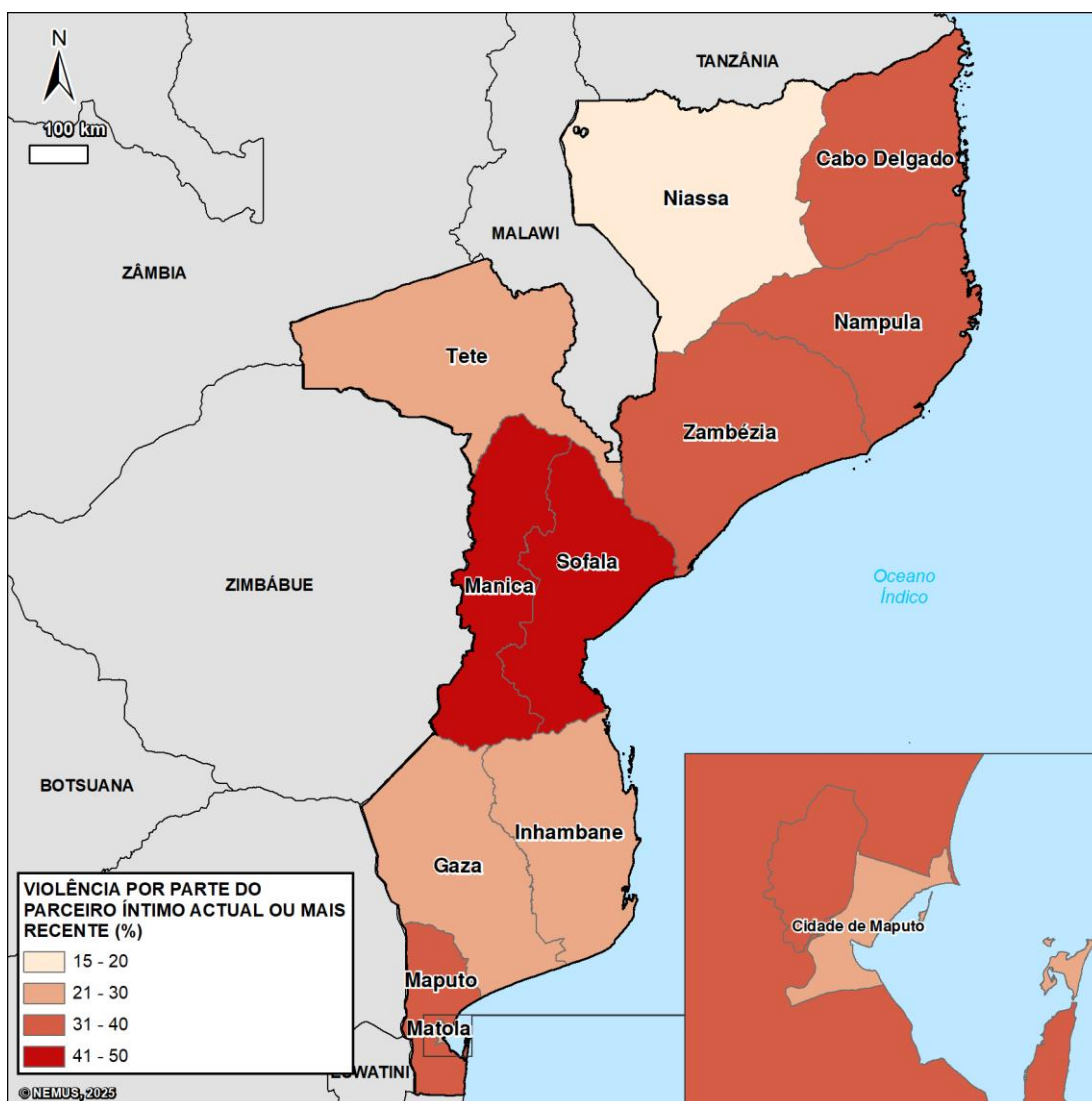 N
100 km
TANZÂNIA
Cabo Delgado
Niassa
MALAWI
ZÂMBIA
Nampula
Tete
Zambézia
Sofala
Manica
ZIMBÁBUE
Oceano
Índico
BOTSUANA
Inhambane
Gaza
Maputo
Matola
Cidade de Maputo
VIOLÊNCIA POR PARTE DO
PARCEIRO ÍNTIMO ACTUAL OU MAIS
RECENTE (%)
15 - 20
21 - 30
31 - 40
41 - 50
© NEMUS, 2025